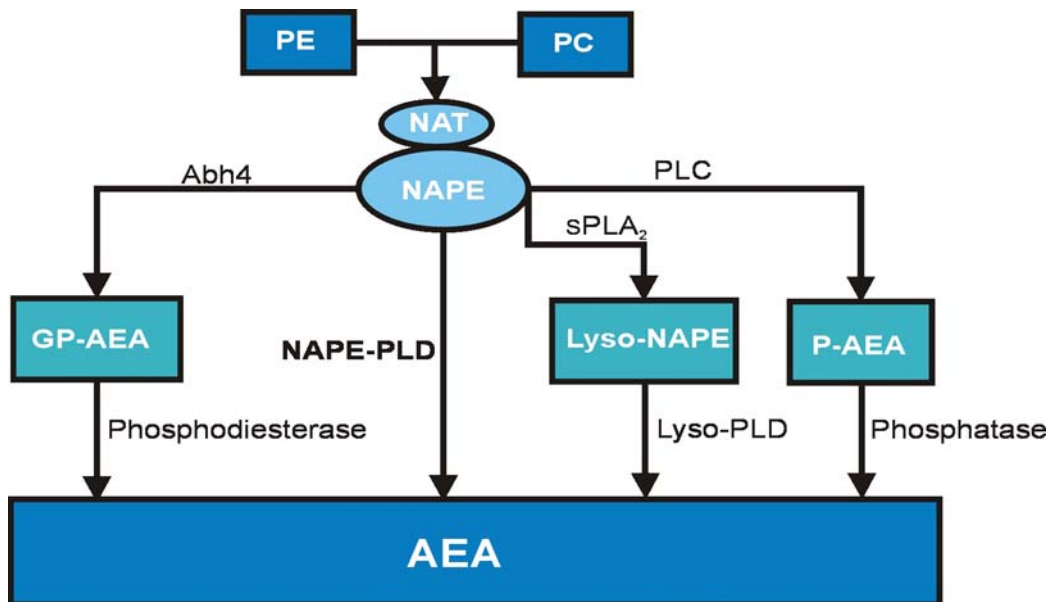 PE
PC
NAT
NAPE
Abh4
PLC
sPLA₂
GP-AEA
NAPE-PLD
Lyso-NAPE
P-AEA
Phosphodiesterase
Lyso-PLD
Phosphatase
AEA